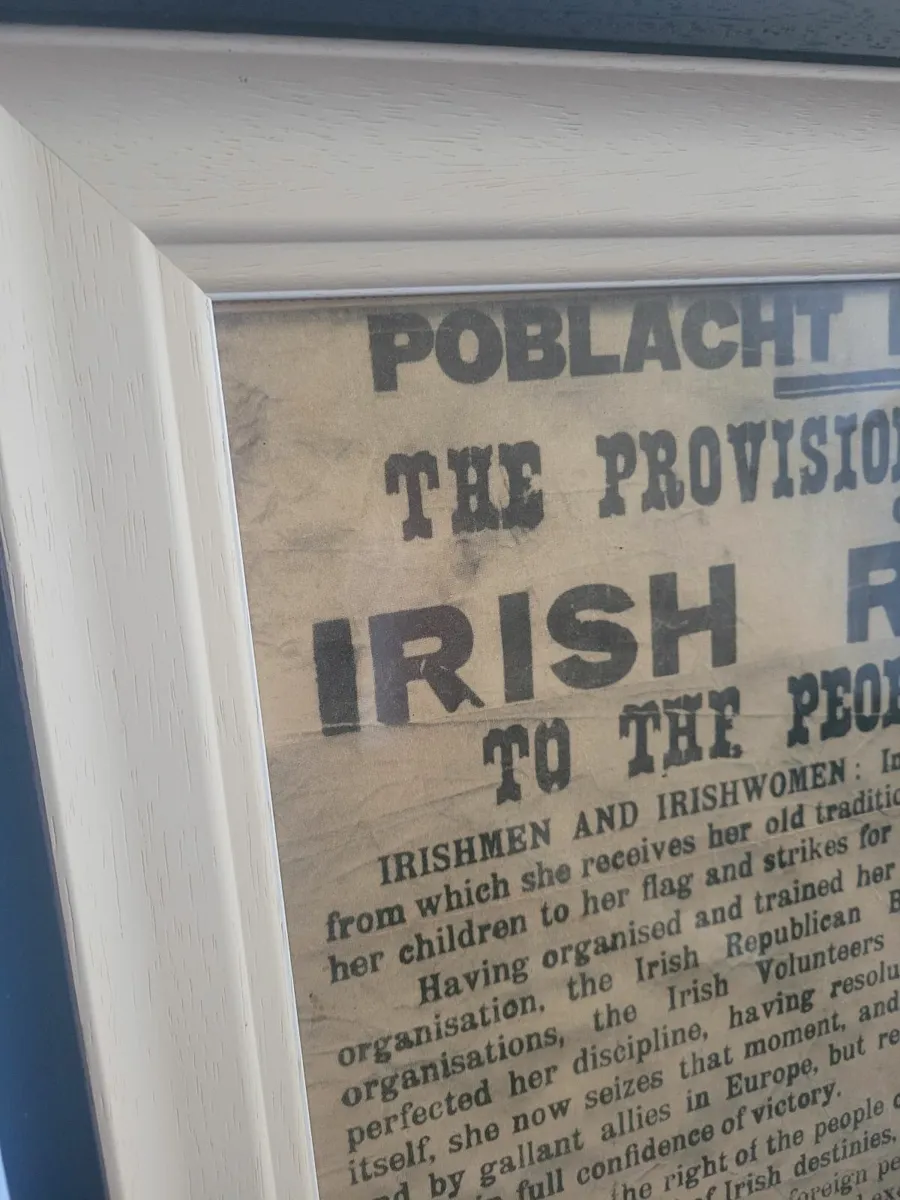 POBLACHT
THE PROVISION
IRISH R
TO THE PEOP
IRISHMEN AND IRISHWOMEN: In
from which she receives her old traditio
her children to her flag and strikes for
Having organised and trained her
organisation, the Irish Republican B
organisations, the Irish Volunteers
perfected her discipline, having resolu
itself, she now seizes that moment, and
by gallant allies in Europe, but re
full confidence of victory.
the right of the people o
of Irish destinies,
foreign pe